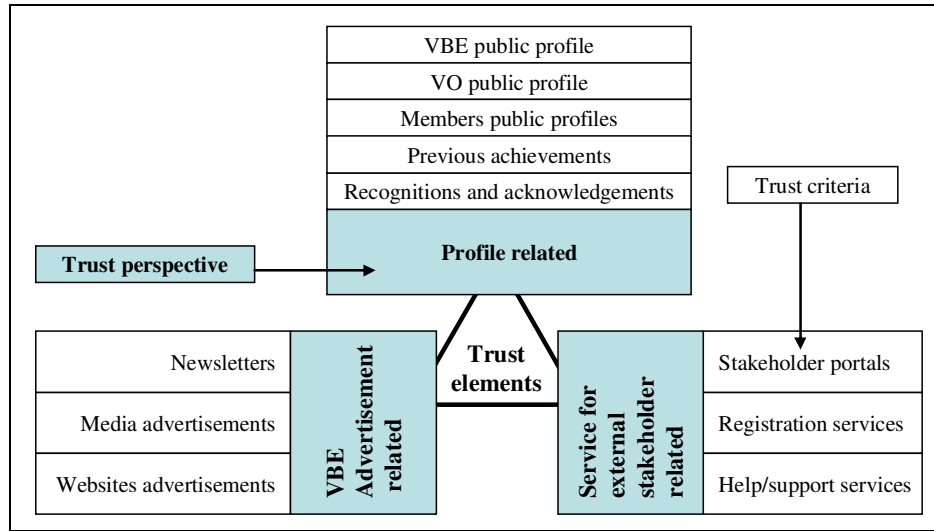 VBE public profile
VO public profile
Members public profiles
Previous achievements
Recognitions and acknowledgements
Trust criteria
Profile related
Trust perspective
Newsletters
Media advertisements
Websites advertisements
VBE
Advertisement
related
Trust
elements
Service for
external
stakeholder
related
Stakeholder portals
Registration services
Help/support services